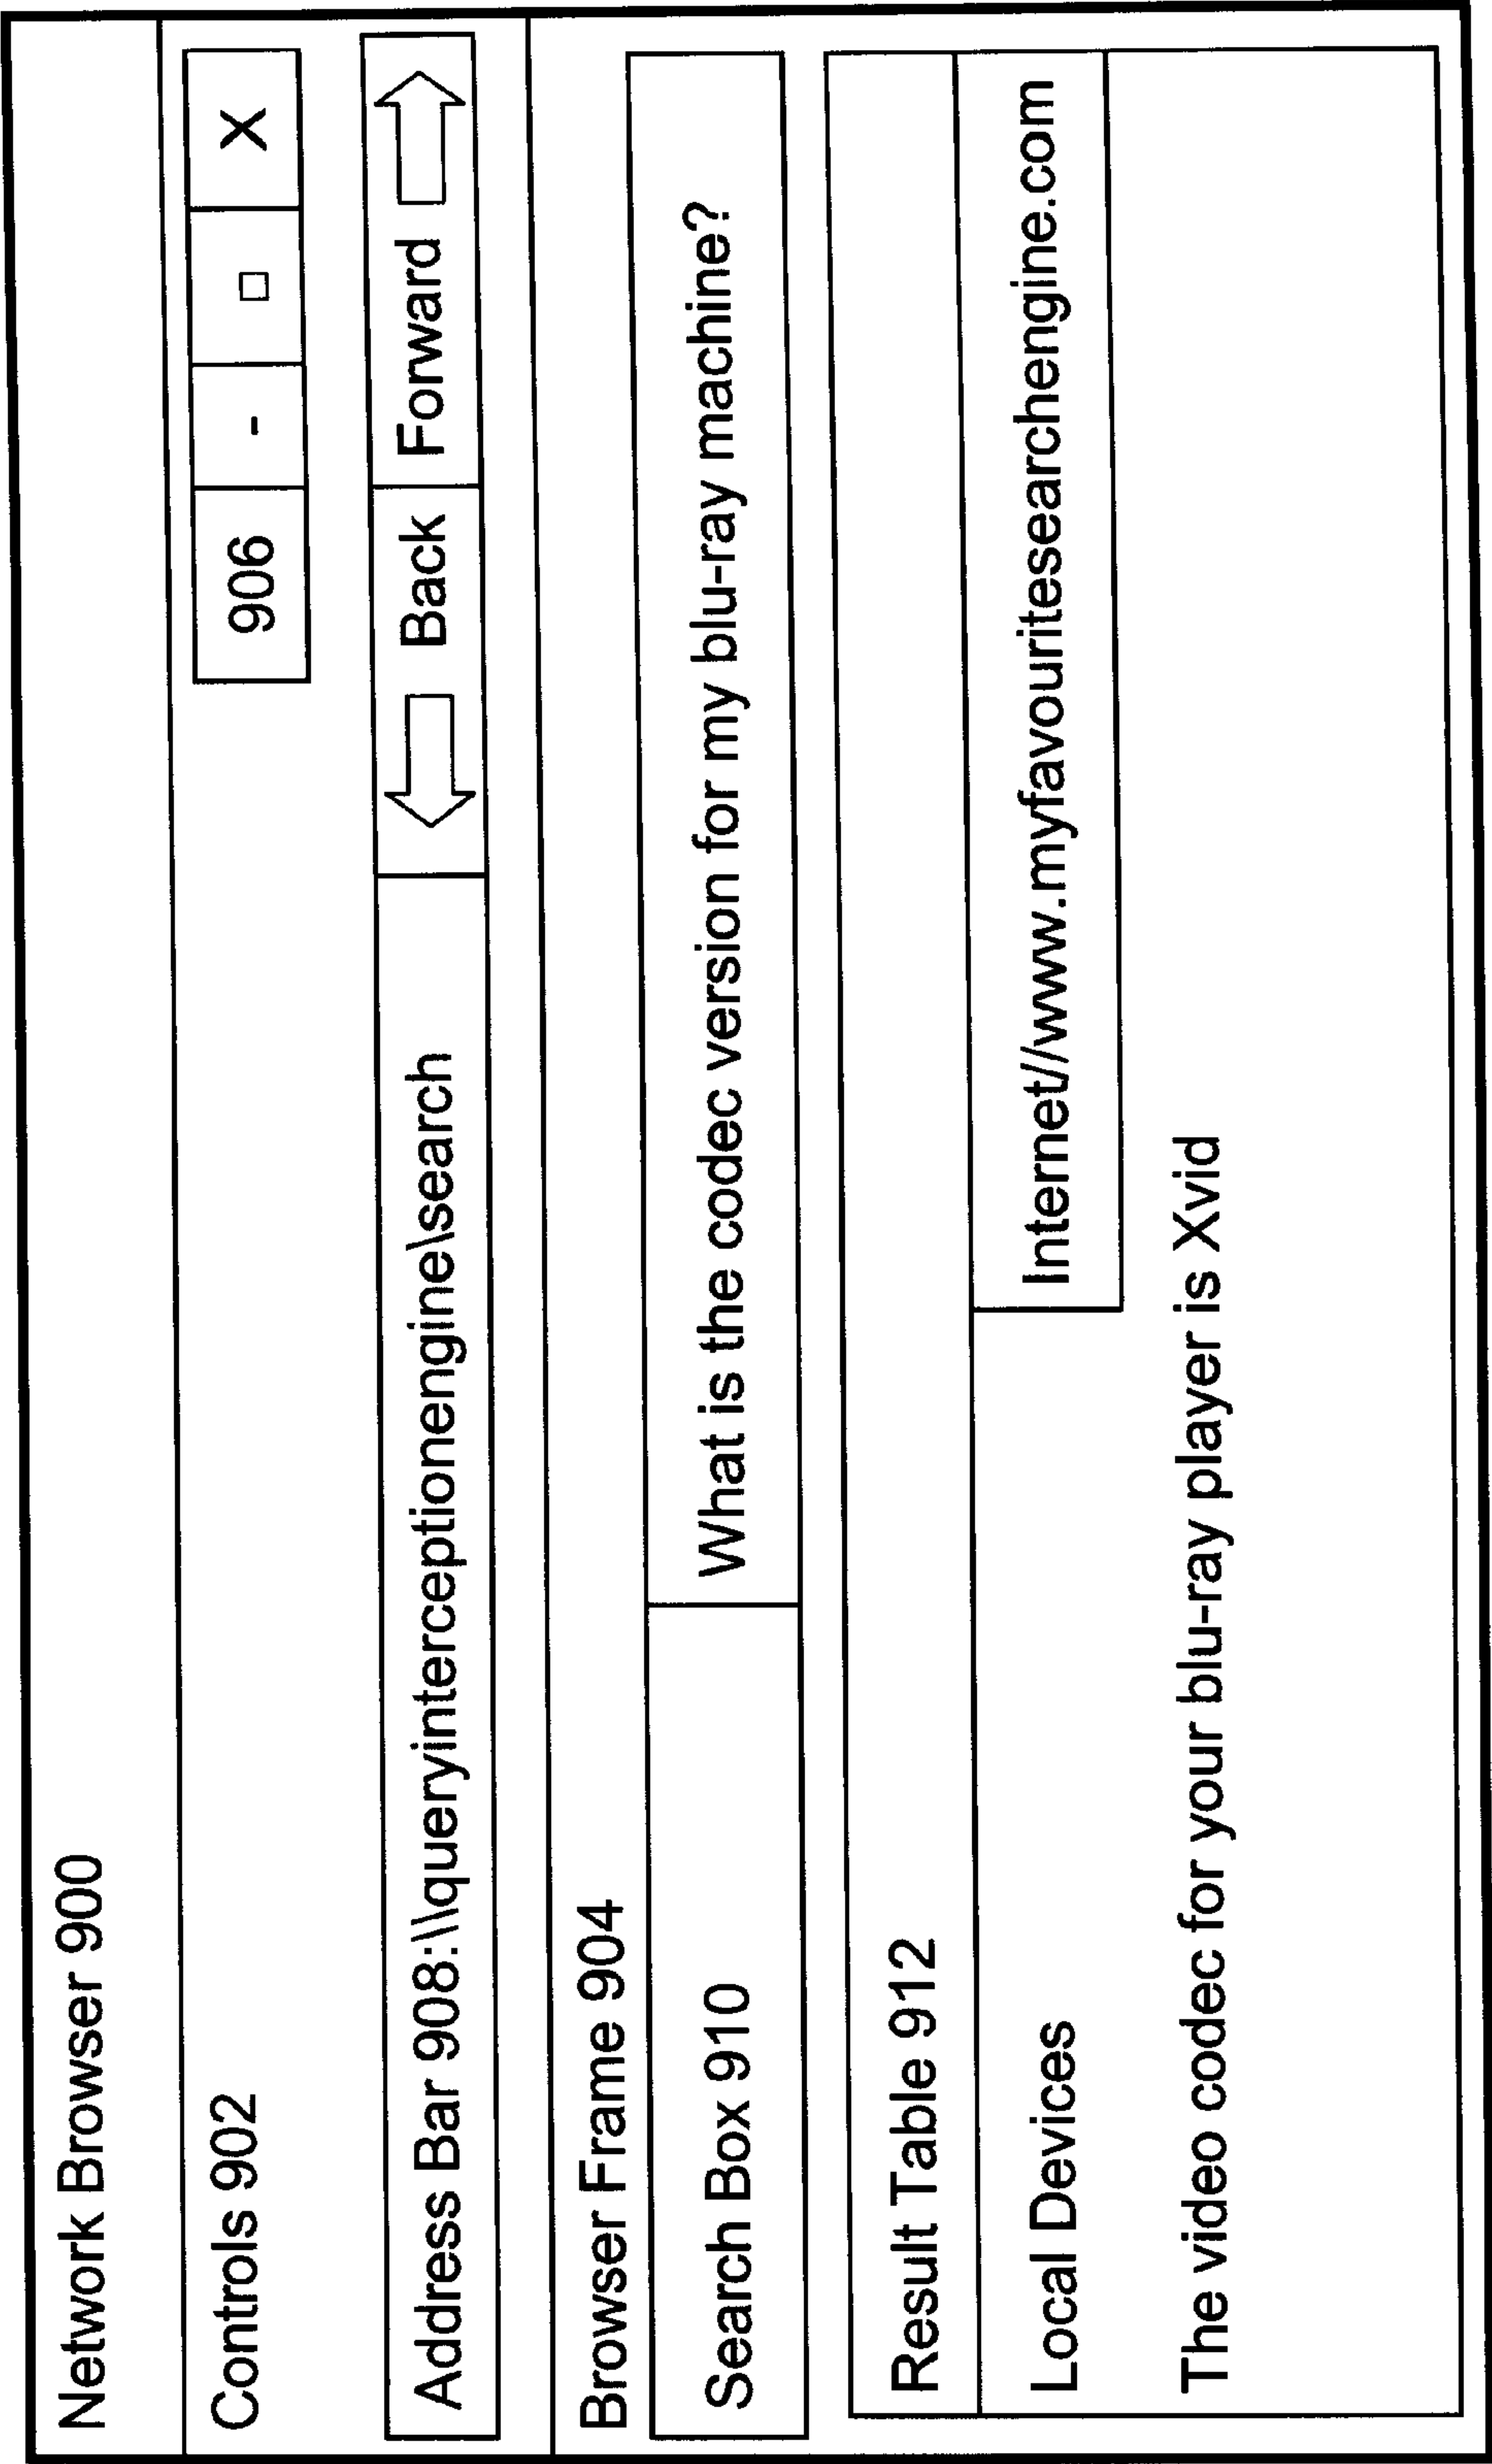 Network Browser 900
Controls 902
906 - □ X
Address Bar 908:\\queryinterceptionengine\search Back Forward
Browser Frame 904
Search Box 910 What is the codec version for my blu-ray machine?
Result Table 912
Local Devices Internet//www.myfavouritesearchengine.com
The video codec for your blu-ray player is Xvid